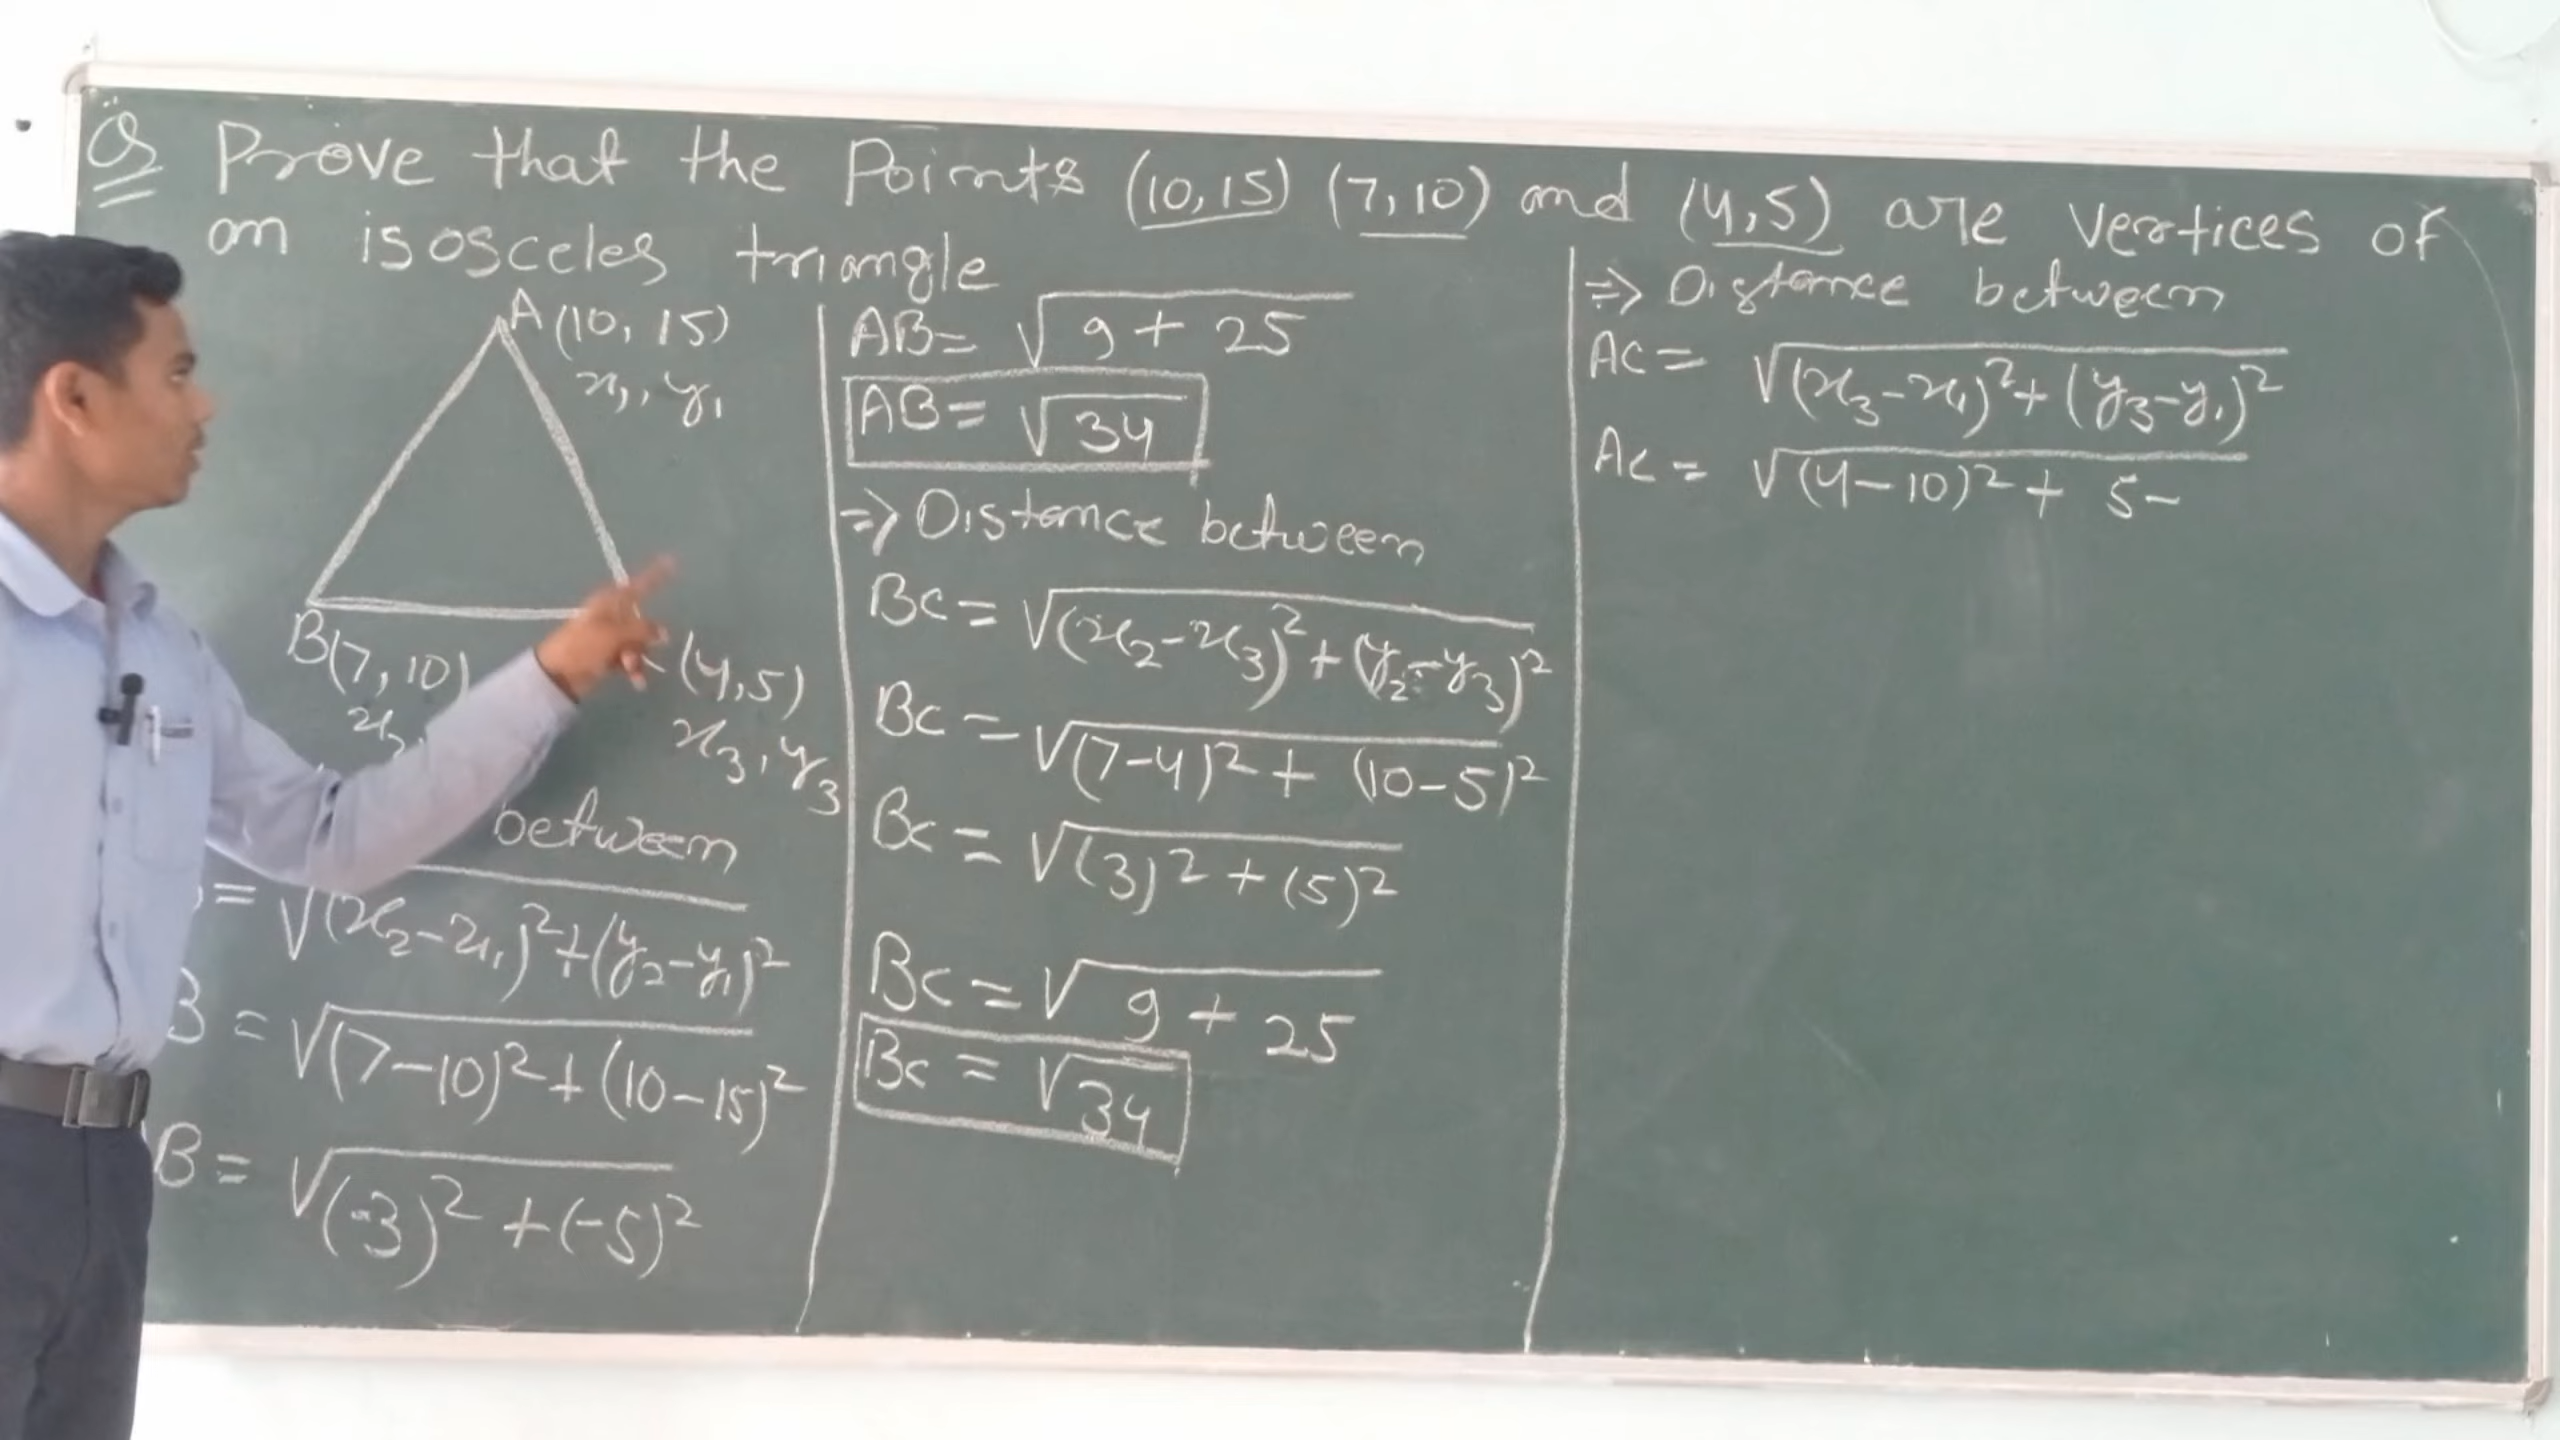 Q Prove that the Points (10,15) (7,10) and (4,5) are vertices of
an isosceles triangle
A (10, 15)
x₁, y₁
B(7, 10)
x₂,
(4,5)
x₃, y₃
between
= √(x₂-x₁)²+(y₂-y₁)²
B = √(7-10)²+(10-15)²
B = √(-3)²+(-5)²
AB= √9+25
AB= √34
⇒ Distance between
BC= √(x₂-x₃)²+(y₂-y₃)²
BC = √(7-4)²+(10-5)²
BC = √(3)²+(5)²
BC = √9+25
BC = √34
⇒ Distance between
AC = √(x₃-x₁)²+(y₃-y₁)²
AC = √(4-10)²+ 5-